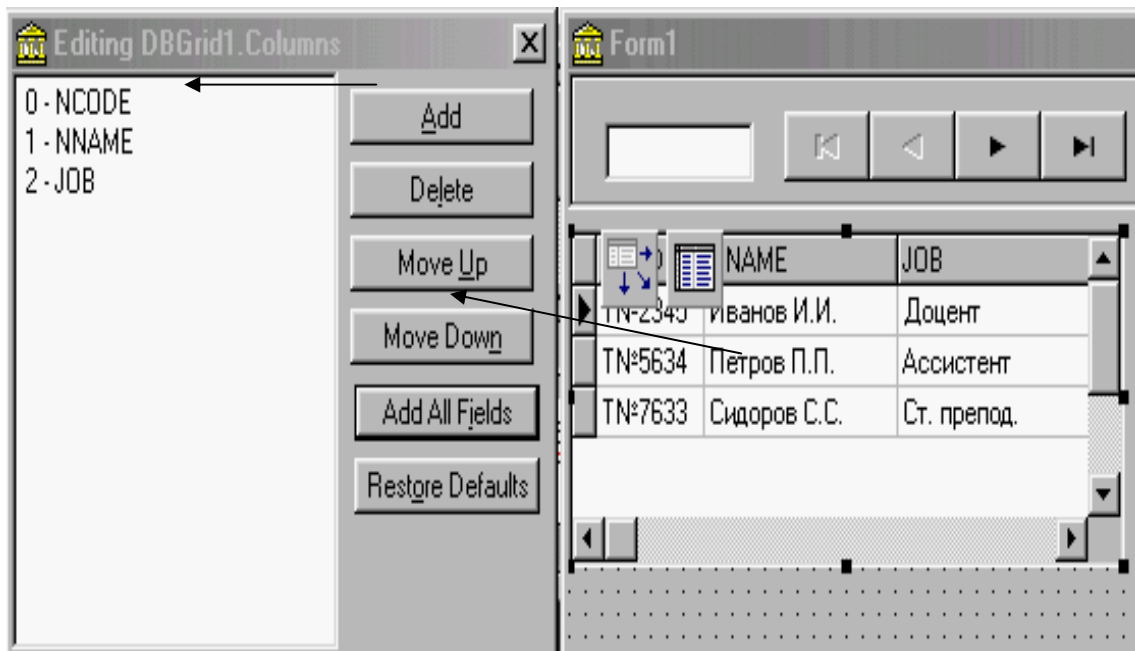 Editing DBGrid1.Columns
0 - NCODE
1 - NNAME
2 - JOB
Add
Delete
Move Up
Move Down
Add All Fields
Restore Defaults
Form1
NAME JOB
TN№2345 Иванов И.И. Доцент
TN№5634 Петров П.П. Ассистент
TN№7633 Сидоров С.С. Ст. препод.